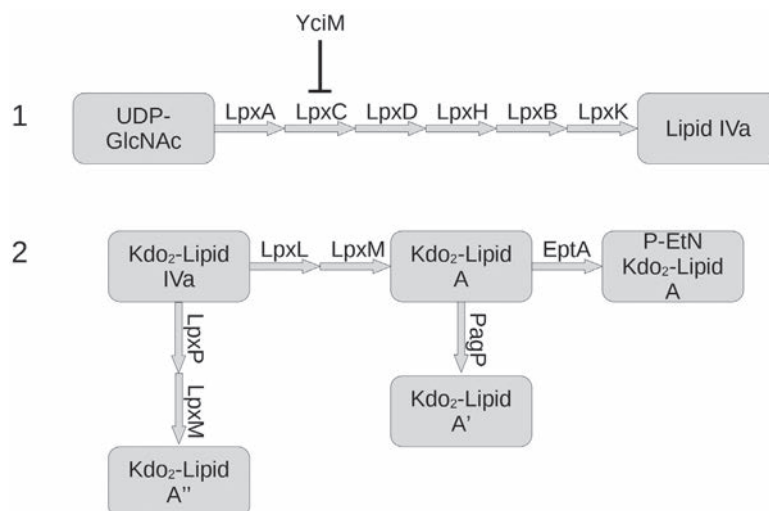 YciM
1
UDP-
GlcNAc
LpxA
LpxC
LpxD
LpxH
LpxB
LpxK
Lipid IVa
2
Kdo₂-Lipid
IVa
LpxL
LpxM
Kdo₂-Lipid
A
EptA
P-EtN
Kdo₂-Lipid
A
LpxP
LpxM
Kdo₂-Lipid
A''
PagP
Kdo₂-Lipid
A'